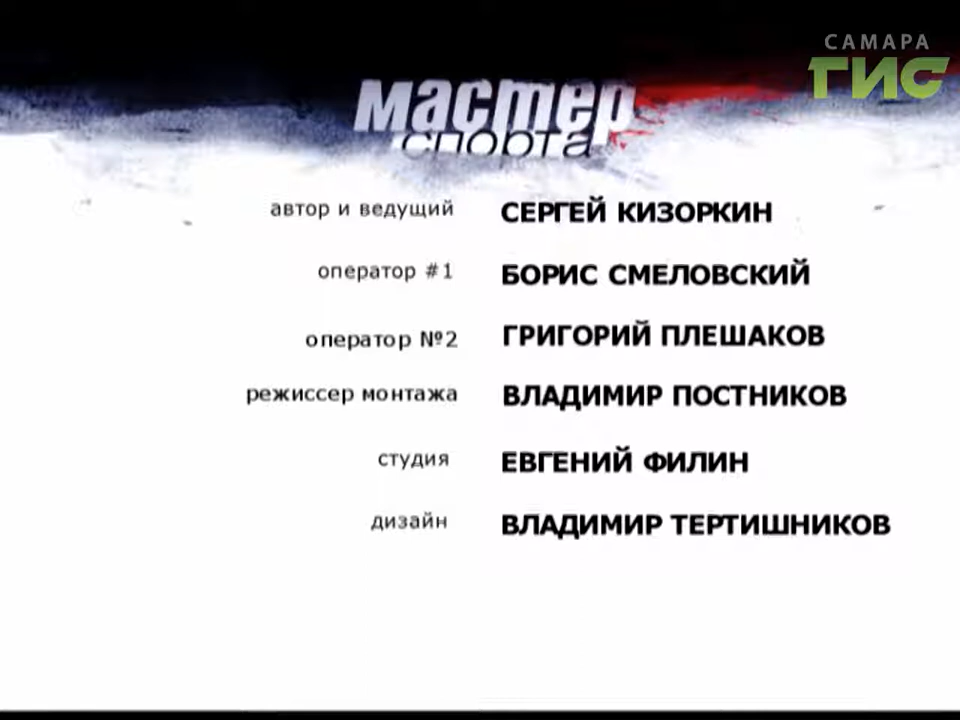 САМАРА
ГИС
мастер
спорта
автор и ведущий СЕРГЕЙ КИЗОРКИН
оператор #1 БОРИС СМЕЛОВСКИЙ
оператор №2 ГРИГОРИЙ ПЛЕШАКОВ
режиссер монтажа ВЛАДИМИР ПОСТНИКОВ
студия ЕВГЕНИЙ ФИЛИН
дизайн ВЛАДИМИР ТЕРТИШНИКОВ